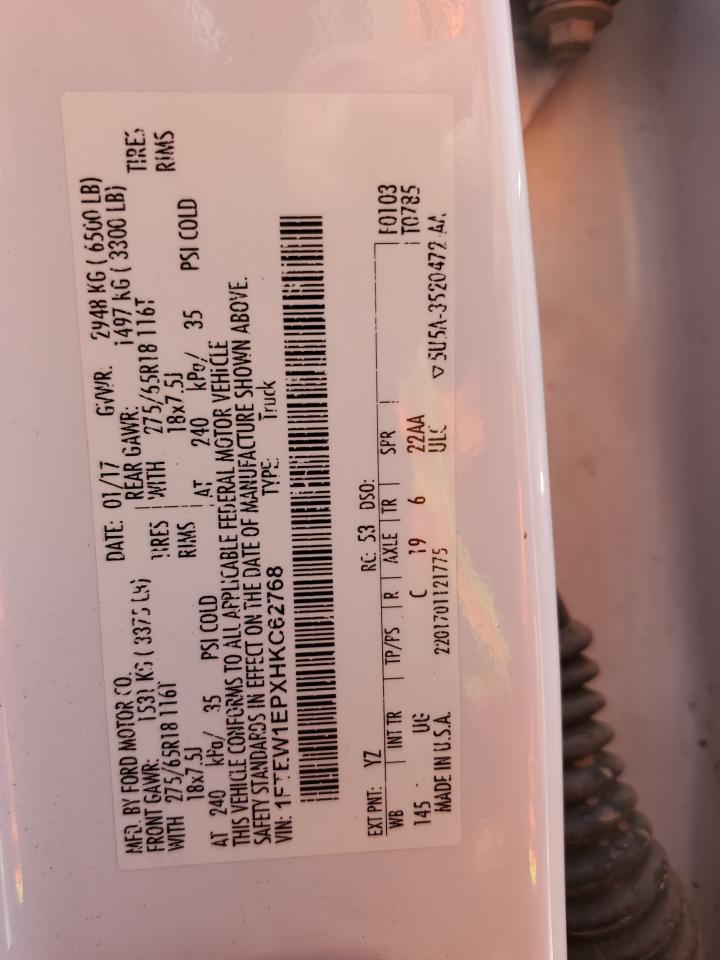 MFD. BY FORD MOTOR CO.
DATE: 01/17 GVWR: 2948 KG ( 6500 LB)
FRONT GAWR: 1531 KG ( 3375 LB)
REAR GAWR: 1497 KG ( 3300 LB)
WITH 275/65R18 116T TIRES
WITH 275/65R18 116T TIRES
18x7.5J RIMS
18x7.5J RIMS
AT 240 kPa/ 35 PSI COLD
AT 240 kPa/ 35 PSI COLD
THIS VEHICLE CONFORMS TO ALL APPLICABLE FEDERAL MOTOR VEHICLE
SAFETY STANDARDS IN EFFECT ON THE DATE OF MANUFACTURE SHOWN ABOVE.
VIN: 1FTEW1EPXHKC62768
TYPE: Truck
EXT PNT: YZ RC: 53 DSO:
F0103
WB INT TR TP/PS R AXLE TR SPR
T0785
145 UG C 19 6 22AA
MADE IN U.S.A. 2201701121775 ULC
▽5U5A-3520472-AA